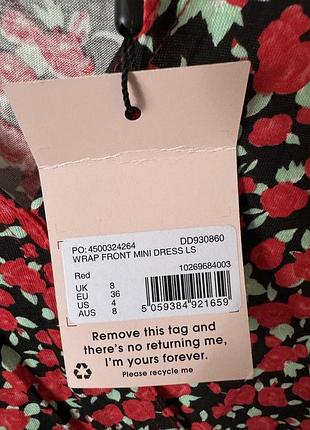 PO:4500324264 DD930860
WRAP FRONT MINI DRESS LS
Red 10269684003
UK 8
EU 36
US 4
AUS 8
5 059384 921659
Remove this tag and
there's no returning me,
I'm yours forever.
Please recycle me